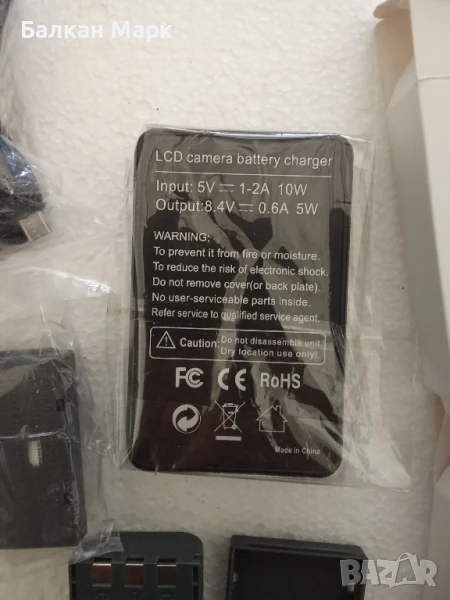 Балкан Марк
LCD camera battery charger
Input: 5V⎓1-2A 10W
Output:8.4V⎓0.6A 5W
WARNING:
To prevent it from fire or moisture.
To reduce the risk of electronic shock.
Do not remove cover(or back plate).
No user-serviceable parts inside.
Refer service to qualified service agent.
Caution: Do not disassemble unit.
Dry location use only!
FC CE RoHS
Made in China
BAZAR